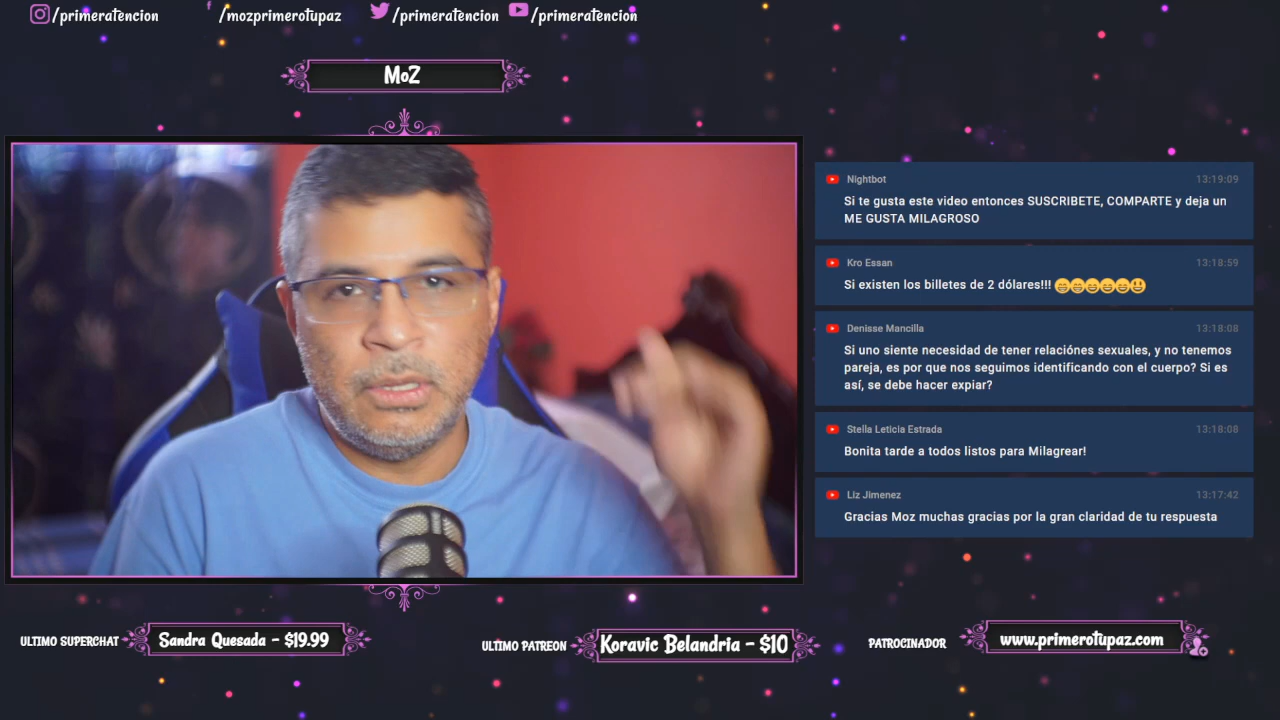 /primeratencion
/mozprimerotupaz
/primeratencion
/primeratencion
MoZ
Nightbot
13:19:09
Si te gusta este video entonces SUSCRIBETE, COMPARTE y deja un
ME GUSTA MILAGROSO
Kro Essan
13:18:59
Si existen los billetes de 2 dólares!!! 😁😁😁😁😁😃
Denisse Mancilla
13:18:08
Si uno siente necesidad de tener relaciónes sexuales, y no tenemos
pareja, es por que nos seguimos identificando con el cuerpo? Si es
así, se debe hacer expiar?
Stella Leticia Estrada
13:18:08
Bonita tarde a todos listos para Milagrear!
Liz Jimenez
13:17:42
Gracias Moz muchas gracias por la gran claridad de tu respuesta
ULTIMO SUPERCHAT
Sandra Quesada - $19.99
ULTIMO PATREON
Koravic Belandria - $10
PATROCINADOR
www.primerotupaz.com